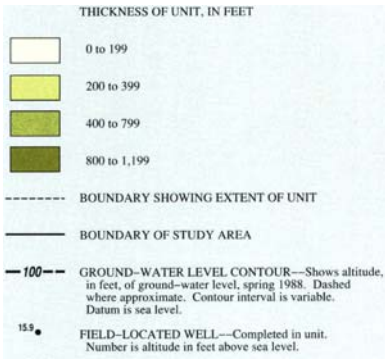 THICKNESS OF UNIT, IN FEET
0 to 199
200 to 399
400 to 799
800 to 1,199
BOUNDARY SHOWING EXTENT OF UNIT
BOUNDARY OF STUDY AREA
—100–– GROUND–WATER LEVEL CONTOUR––Shows altitude,
in feet, of ground–water level, spring 1988. Dashed
where approximate. Contour interval is variable.
Datum is sea level.
15.9 FIELD–LOCATED WELL––Completed in unit.
Number is altitude in feet above sea level.